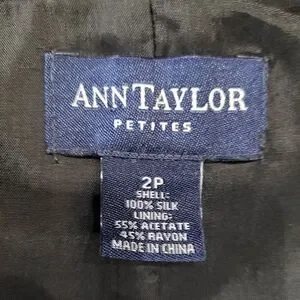 ANN TAYLOR
PETITES
2P
SHELL:
100% SILK
LINING:
55% ACETATE
45% RAYON
MADE IN CHINA